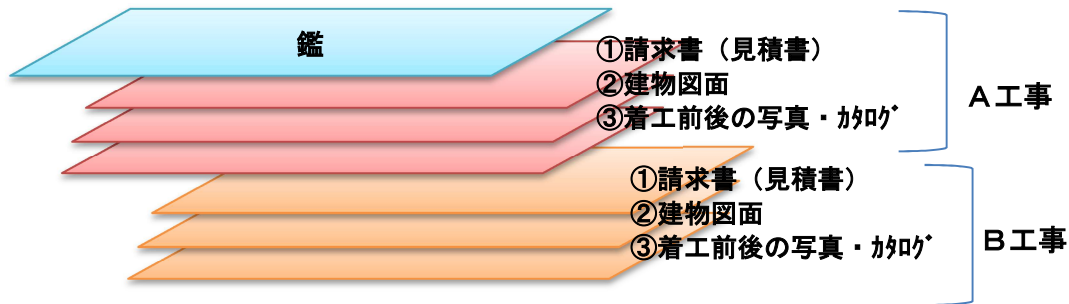 鑑
①請求書（見積書）
②建物図面
③着工前後の写真・ｶﾀﾛｸﾞ
Ａ工事
①請求書（見積書）
②建物図面
③着工前後の写真・ｶﾀﾛｸﾞ
Ｂ工事